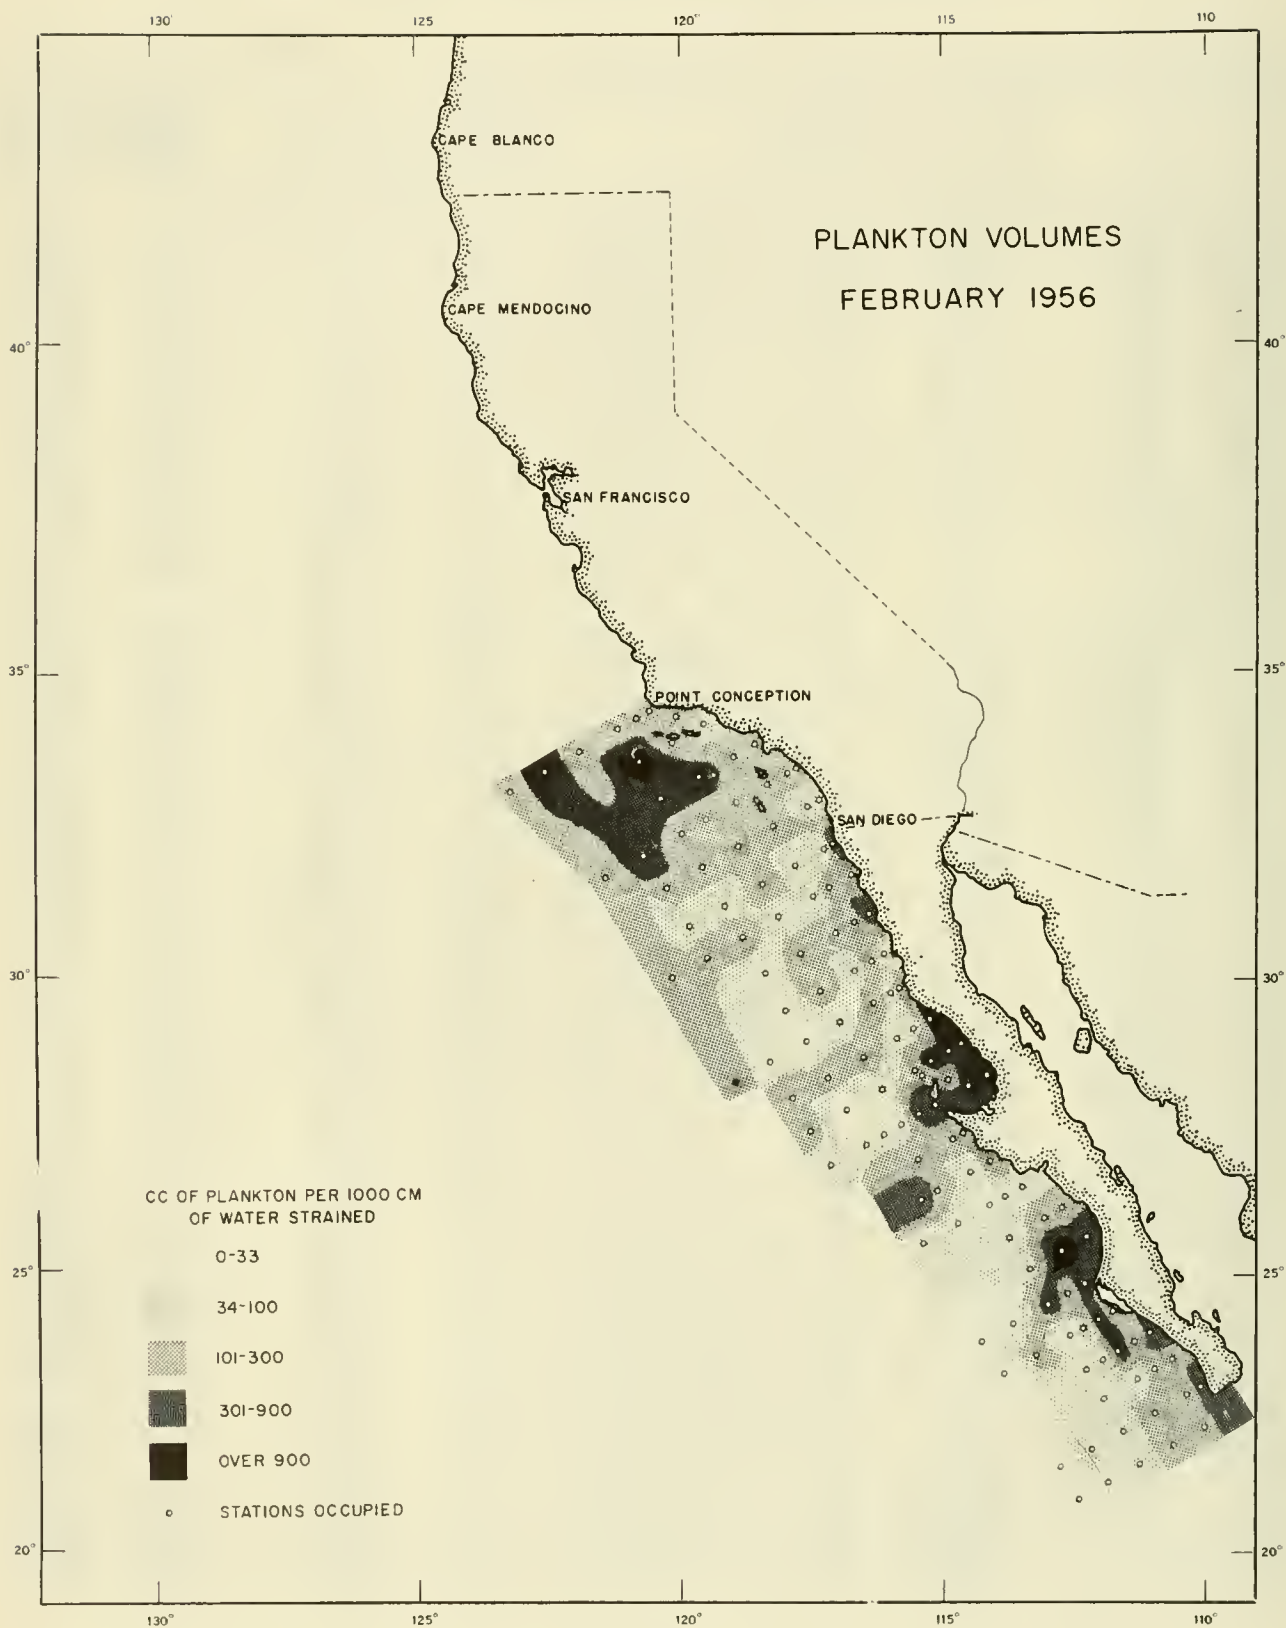 130° 125 120° 115 110
CAPE BLANCO
PLANKTON VOLUMES
FEBRUARY 1956
CAPE MENDOCINO
40° 40°
SAN FRANCISCO
35° 35°
POINT CONCEPTION
SAN DIEGO
30° 30°
CC OF PLANKTON PER 1000 CM
OF WATER STRAINED
0-33
25° 25°
34-100
101-300
301-900
OVER 900
STATIONS OCCUPIED
20° 20°
130° 125° 120° 115° 110°